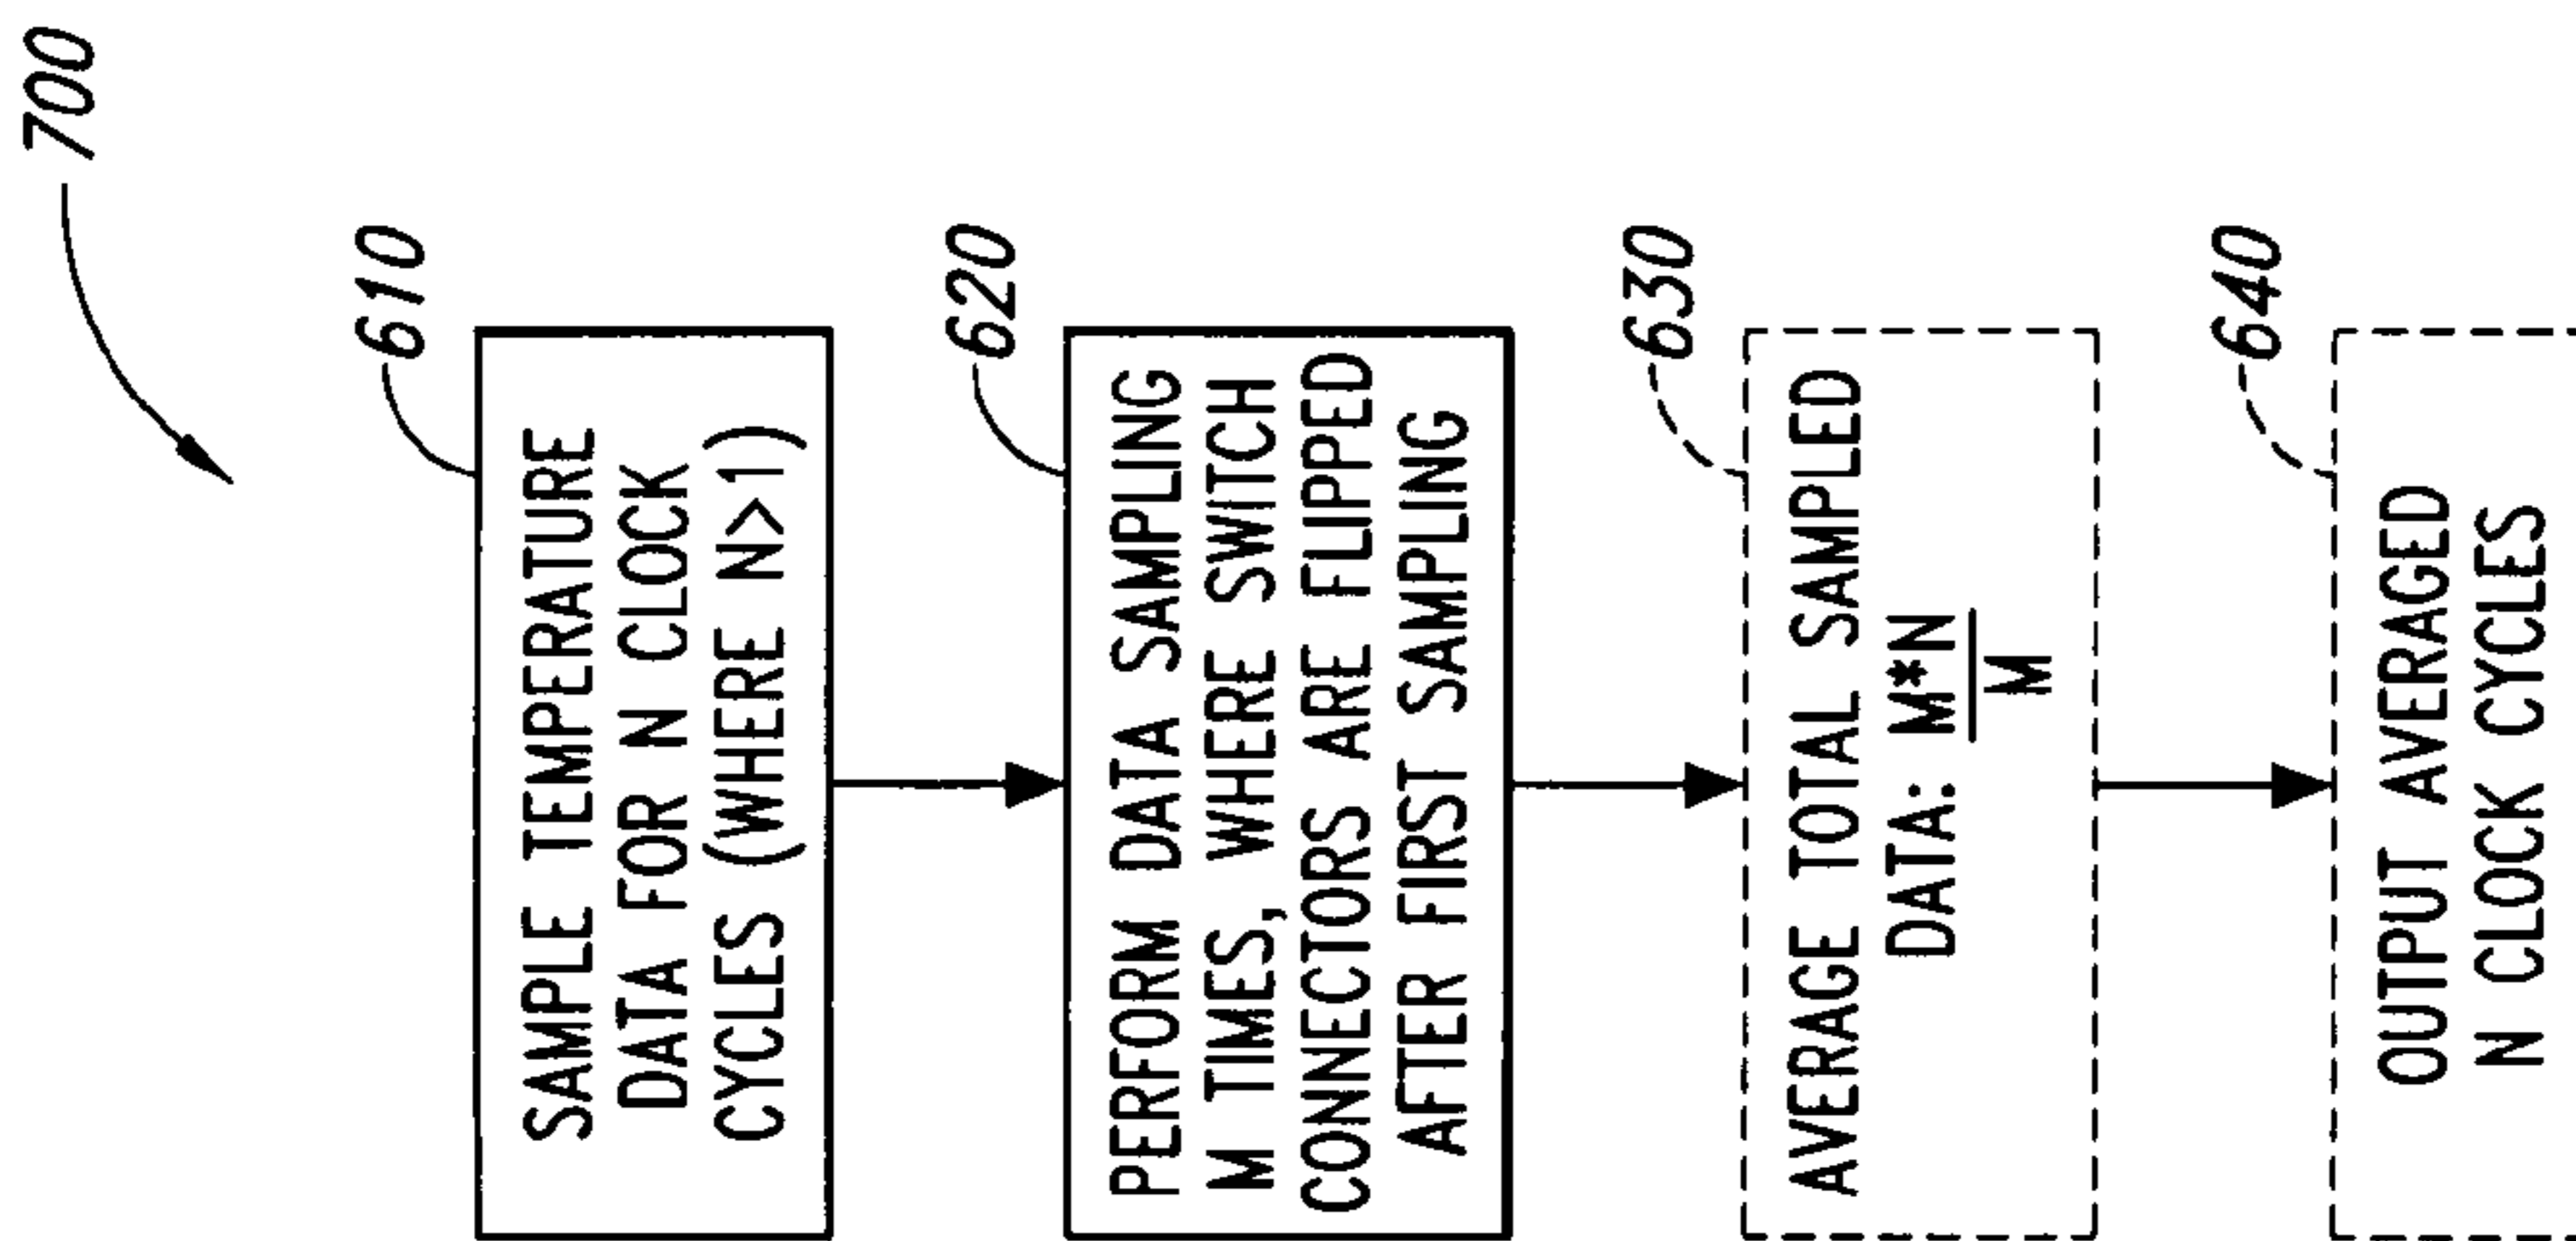 700
610
SAMPLE TEMPERATURE
DATA FOR N CLOCK
CYCLES (WHERE N>1)
620
PERFORM DATA SAMPLING
M TIMES, WHERE SWITCH
CONNECTORS ARE FLIPPED
AFTER FIRST SAMPLING
630
AVERAGE TOTAL SAMPLED
DATA: M*N
M
640
OUTPUT AVERAGED
N CLOCK CYCLES